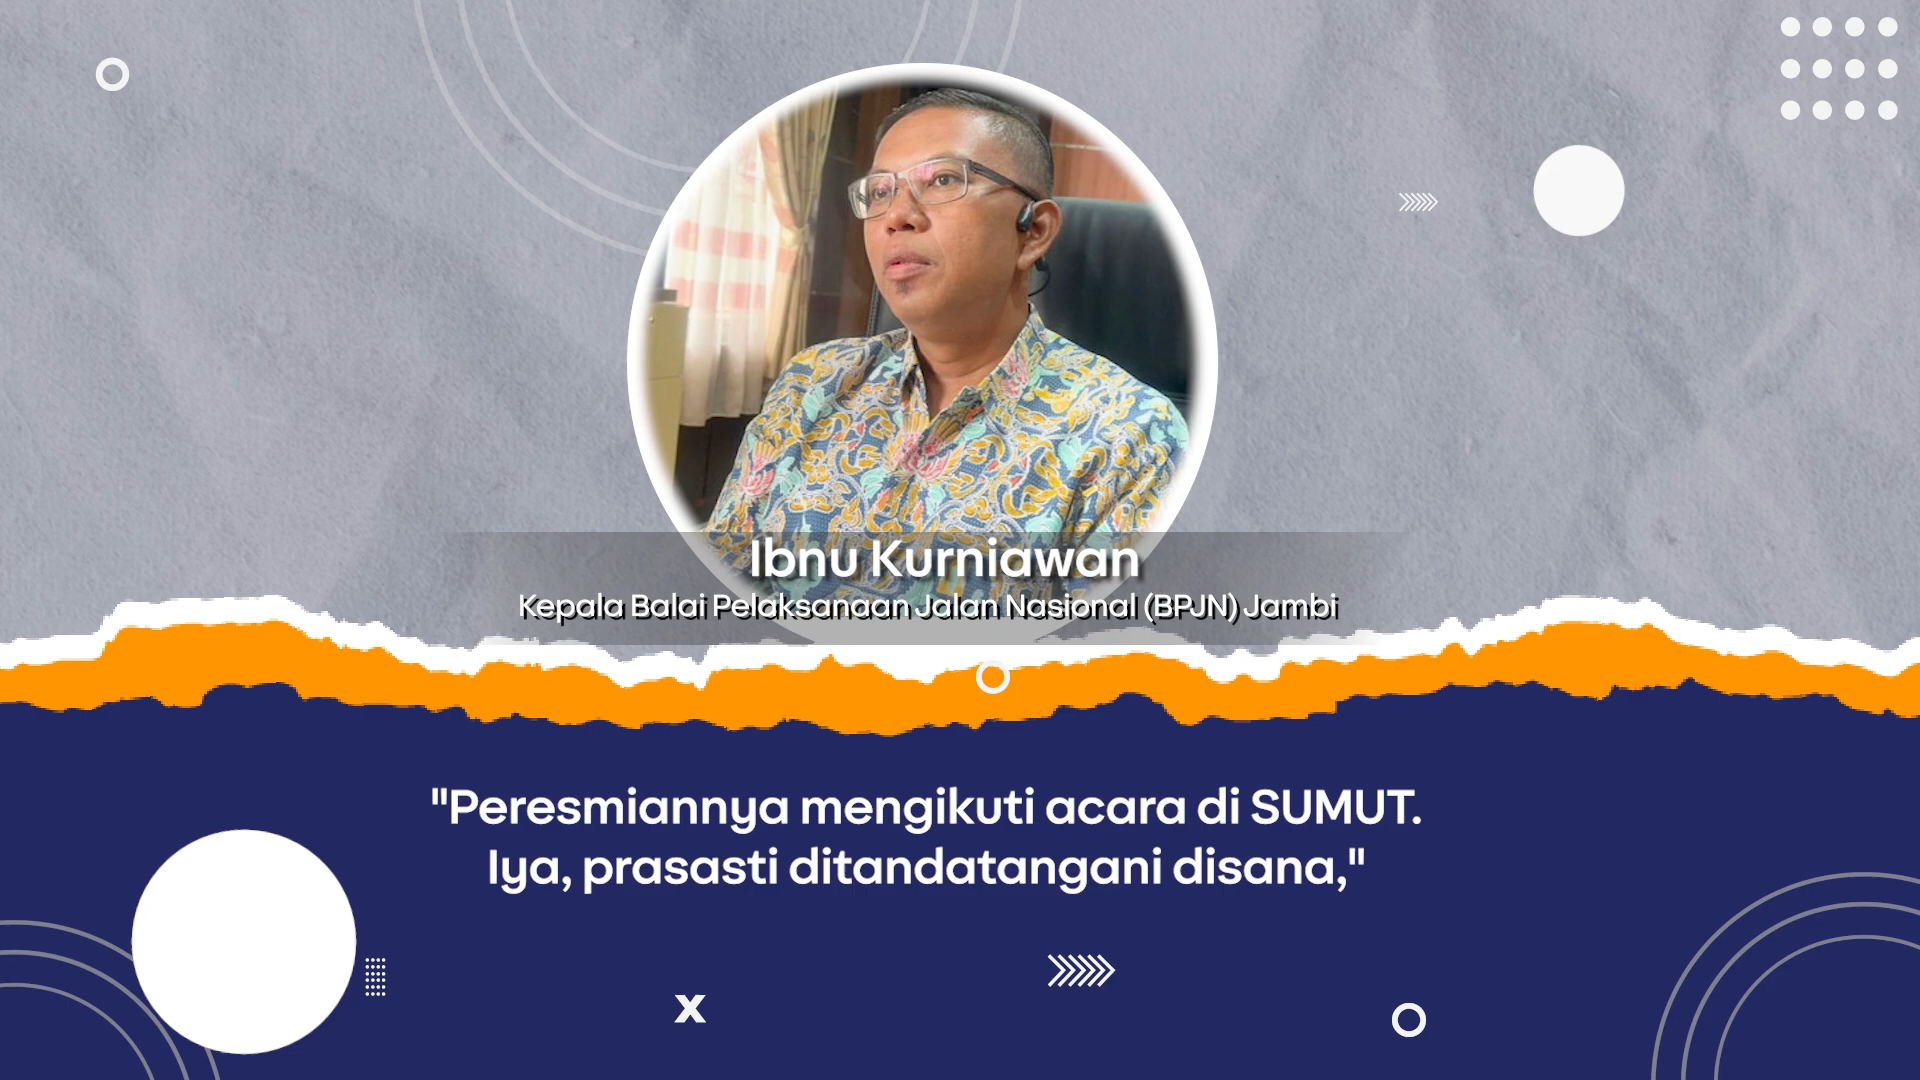 Ibnu Kurniawan
Kepala Balai Pelaksanaan Jalan Nasional (BPJN) Jambi
"Peresmiannya mengikuti acara di SUMUT.
Iya, prasasti ditandatangani disana,"